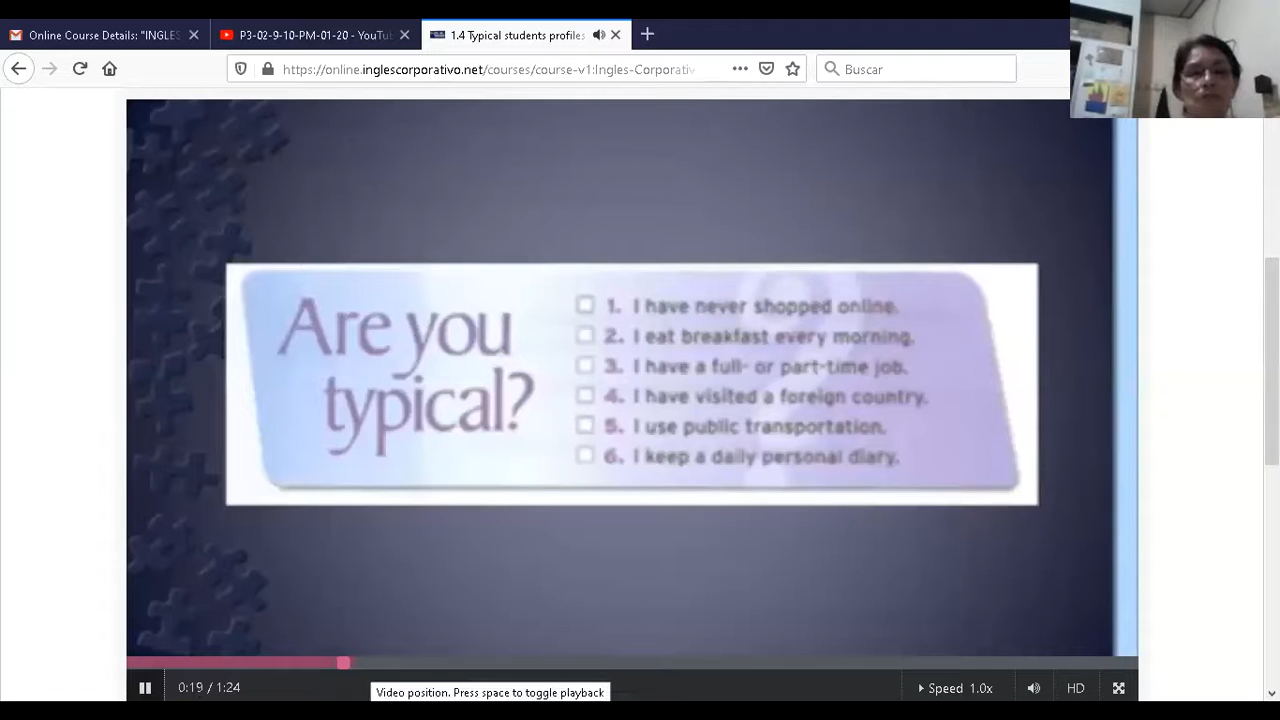 Online Course Details: "INGLES
P3-02-9-10-PM-01-20 - YouTu
1.4 Typical students profiles
https://online.inglescorporativo.net/courses/course-v1:Ingles-Corporativ
Buscar
Are you
typical?
1. I have never shopped online.
2. I eat breakfast every morning.
3. I have a full- or part-time job.
4. I have visited a foreign country.
5. I use public transportation.
6. I keep a daily personal diary.
0:19 / 1:24
Video position. Press space to toggle playback
Speed 1.0x
HD